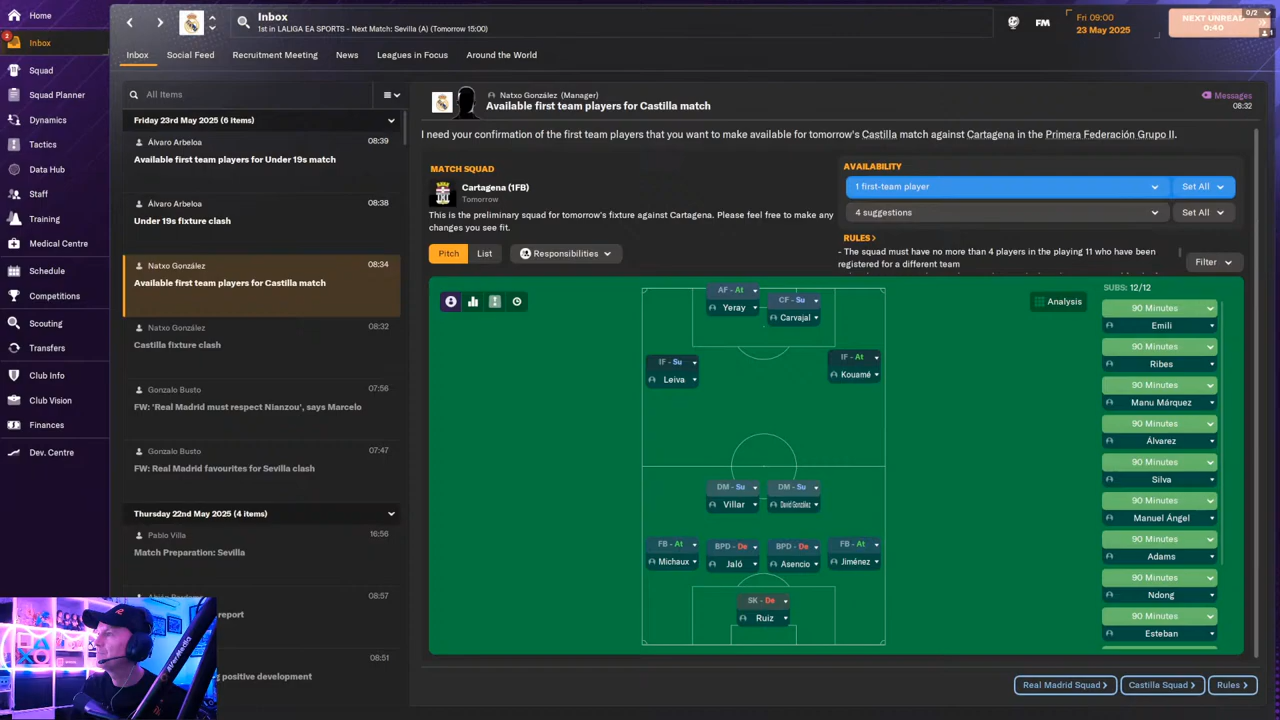 Home
2
Inbox
Squad
Squad Planner
Dynamics
Tactics
Data Hub
Staff
Training
Medical Centre
Schedule
Competitions
Scouting
Transfers
Club Info
Club Vision
Finances
Dev. Centre
Inbox
1st in LALIGA EA SPORTS - Next Match: Sevilla (A) (Tomorrow 15:00)
FM
Fri 09:00
23 May 2025
NEXT UNREAD
0:40
0/2
1
Inbox
Social Feed
Recruitment Meeting
News
Leagues in Focus
Around the World
All Items
Friday 23rd May 2025 (6 items)
Álvaro Arbeloa 08:39
Available first team players for Under 19s match
Álvaro Arbeloa 08:38
Under 19s fixture clash
Natxo González 08:34
Available first team players for Castilla match
Natxo González 08:32
Castilla fixture clash
Gonzalo Busto 07:56
FW: 'Real Madrid must respect Nianzou', says Marcelo
Gonzalo Busto 07:47
FW: Real Madrid favourites for Sevilla clash
Thursday 22nd May 2025 (4 items)
Pablo Villa 16:56
Match Preparation: Sevilla
08:57
report
08:51
positive development
Natxo González (Manager)
Available first team players for Castilla match
Messages
08:32
I need your confirmation of the first team players that you want to make available for tomorrow's Castilla match against Cartagena in the Primera Federación Grupo II.
MATCH SQUAD
Cartagena (1FB)
Tomorrow
This is the preliminary squad for tomorrow's fixture against Cartagena. Please feel free to make any
changes you see fit.
AVAILABILITY
1 first-team player
Set All
4 suggestions
Set All
RULES
- The squad must have no more than 4 players in the playing 11 who have been
registered for a different team
Pitch
List
Responsibilities
Filter
Analysis
AF - At
Yeray
CF - Su
Carvajal
IF - Su
Leiva
IF - At
Kouamé
DM - Su
Villar
DM - Su
David González
FB - At
Michaux
BPD - De
Jaló
BPD - De
Asencio
FB - At
Jiménez
SK - De
Ruiz
SUBS: 12/12
90 Minutes
Emili
90 Minutes
Ribes
90 Minutes
Manu Márquez
90 Minutes
Álvarez
90 Minutes
Silva
90 Minutes
Manuel Ángel
90 Minutes
Adams
90 Minutes
Ndong
90 Minutes
Esteban
Real Madrid Squad
Castilla Squad
Rules